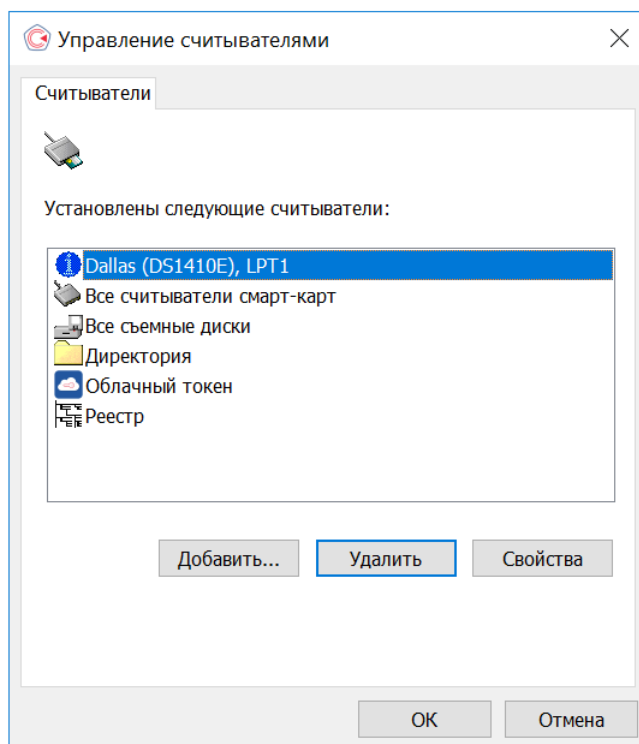 Управление считывателями
Считыватели
Установлены следующие считыватели:
Dallas (DS1410E), LPT1
Все считыватели смарт-карт
Все съемные диски
Директория
Облачный токен
Реестр
Добавить... Удалить Свойства
ОК Отмена